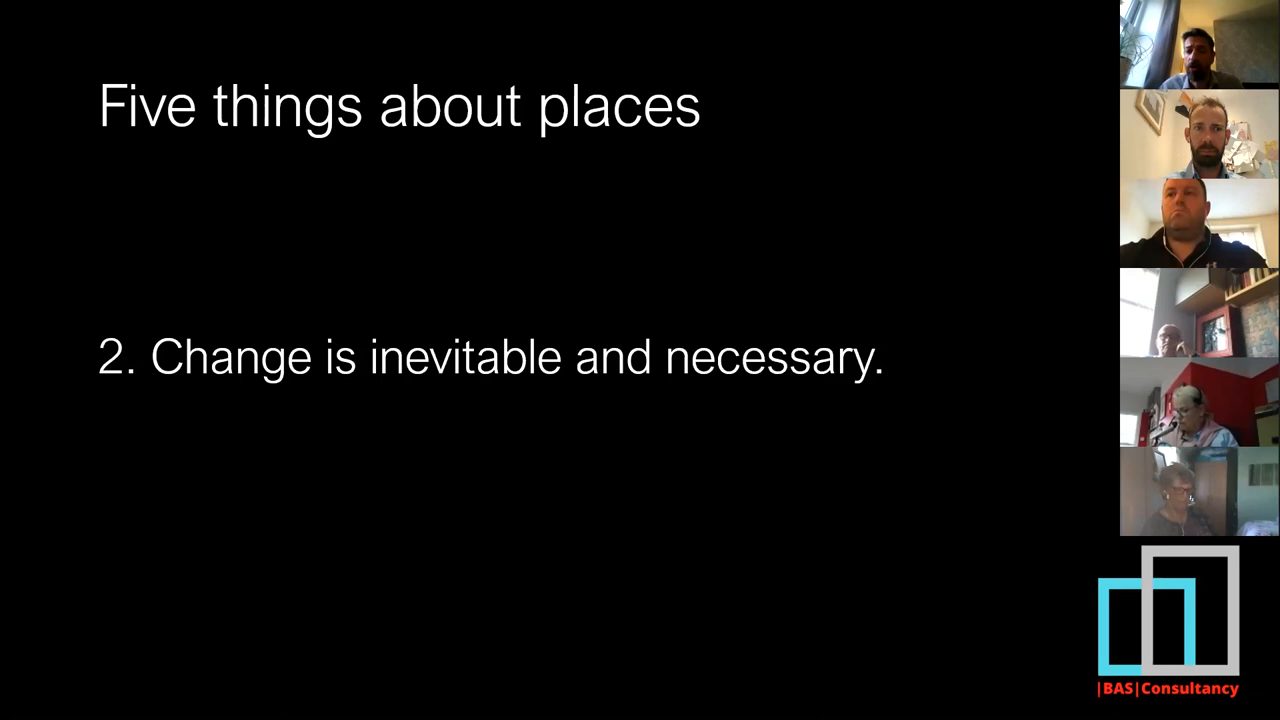 Five things about places
2. Change is inevitable and necessary.
|BAS|Consultancy